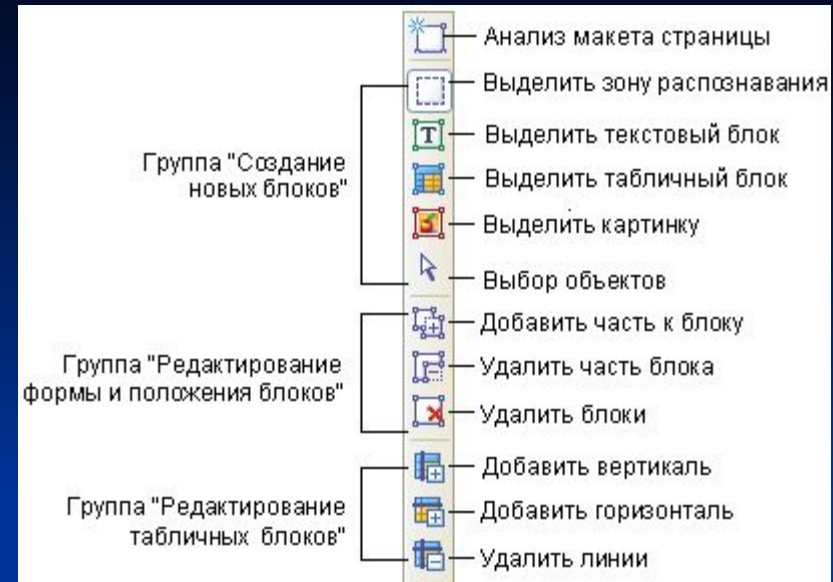 Анализ макета страницы
Выделить зону распознавания
Выделить текстовый блок
Группа "Создание
новых блоков"
Выделить табличный блок
Выделить картинку
Выбор объектов
Добавить часть к блоку
Группа "Редактирование
формы и положения блоков"
Удалить часть блока
Удалить блоки
Добавить вертикаль
Группа "Редактирование
табличных блоков"
Добавить горизонталь
Удалить линии